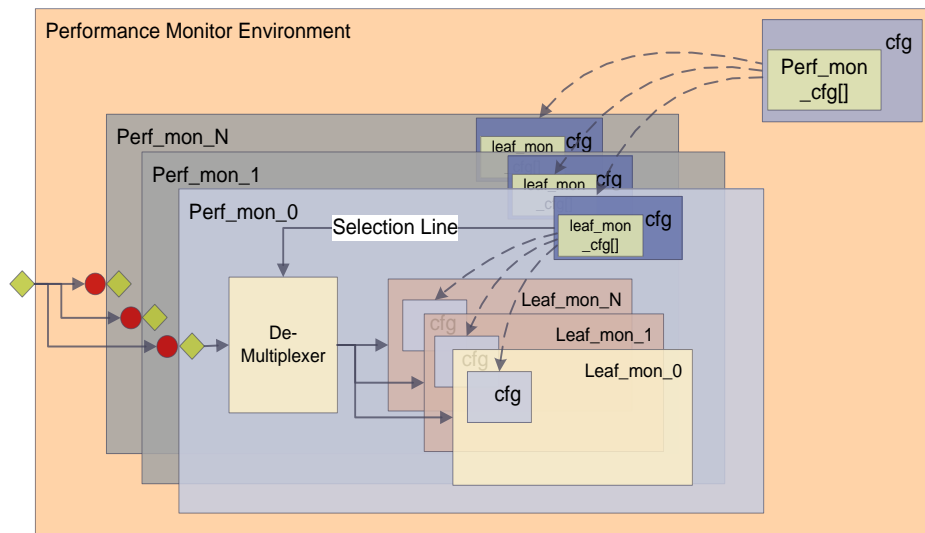 Performance Monitor Environment
cfg
Perf_mon
_cfg[]
Perf_mon_N
cfg
leaf_mon
Perf_mon_1
cfg
leaf_mon
Perf_mon_0
cfg
leaf_mon
_cfg[]
Selection Line
De-
Multiplexer
Leaf_mon_N
cfg
Leaf_mon_1
cfg
Leaf_mon_0
cfg